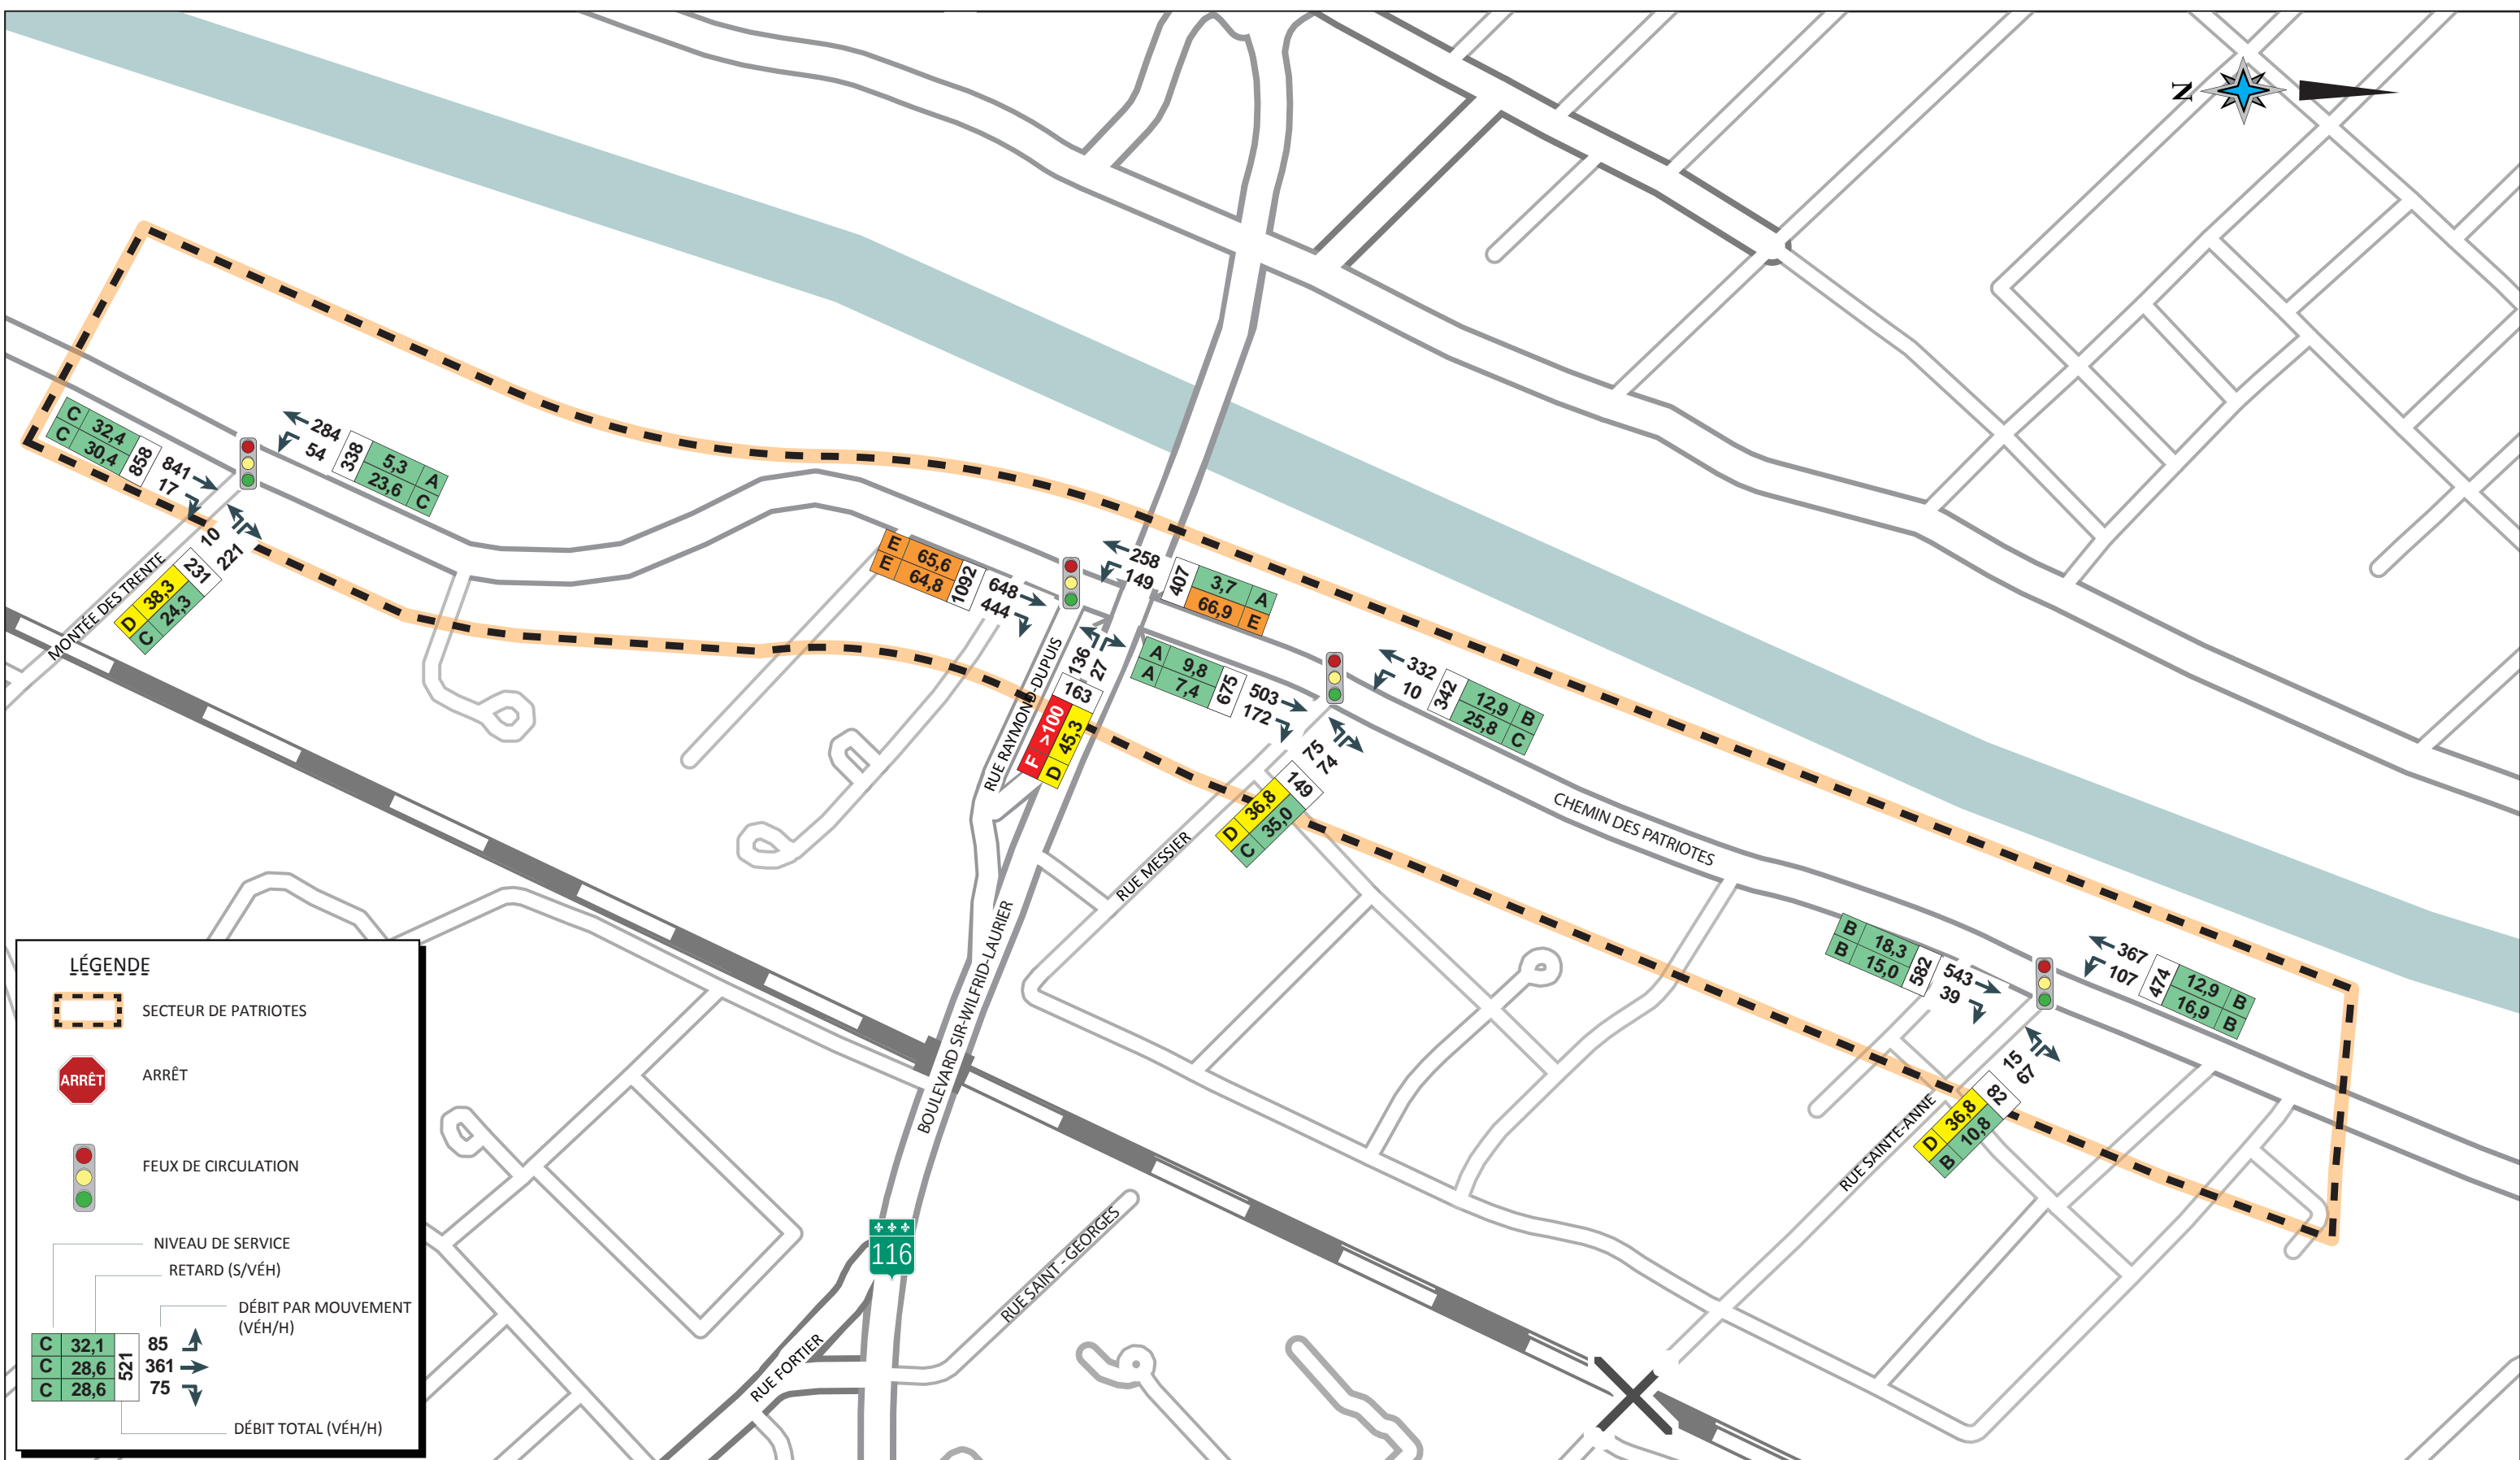 N
C 32,4
C 30,4
858
841
17
284
54
338
5,3 A
23,6 C
10
221
231
D 38,3
C 24,3
MONTÉE DES TRENTE
E 65,6
E 64,8
1092
648
444
258
149
407
3,7 A
66,9 E
136
27
163
F >100
D 45,3
RUE RAYMOND-DUPUIS
A 9,8
A 7,4
675
503
172
332
10
342
12,9 B
25,8 C
75
74
149
D 36,8
C 35,0
RUE MESSIER
CHEMIN DES PATRIOTES
BOULEVARD SIR-WILFRID-LAURIER
B 18,3
B 15,0
582
543
39
367
107
474
12,9 B
16,9 B
15
67
82
D 36,8
B 10,8
RUE SAINTE-ANNE
116
RUE SAINT - GEORGES
RUE FORTIER
LÉGENDE
SECTEUR DE PATRIOTES
ARRÊT
ARRÊT
FEUX DE CIRCULATION
NIVEAU DE SERVICE
RETARD (S/VÉH)
DÉBIT PAR MOUVEMENT
(VÉH/H)
C 32,1
C 28,6
C 28,6
521
85
361
75
DÉBIT TOTAL (VÉH/H)